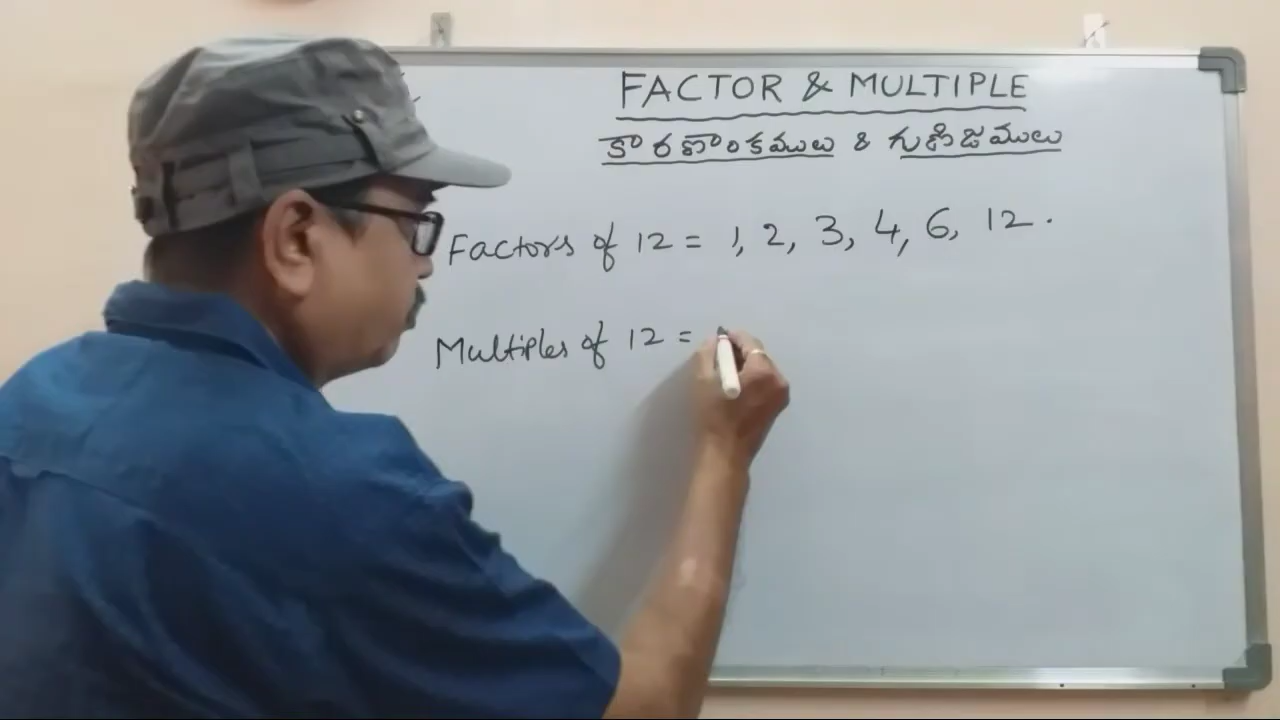 FACTOR & MULTIPLE
కారణాంకములు & గుణిజములు
Factors of 12 = 1, 2, 3, 4, 6, 12.
Multiples of 12 =